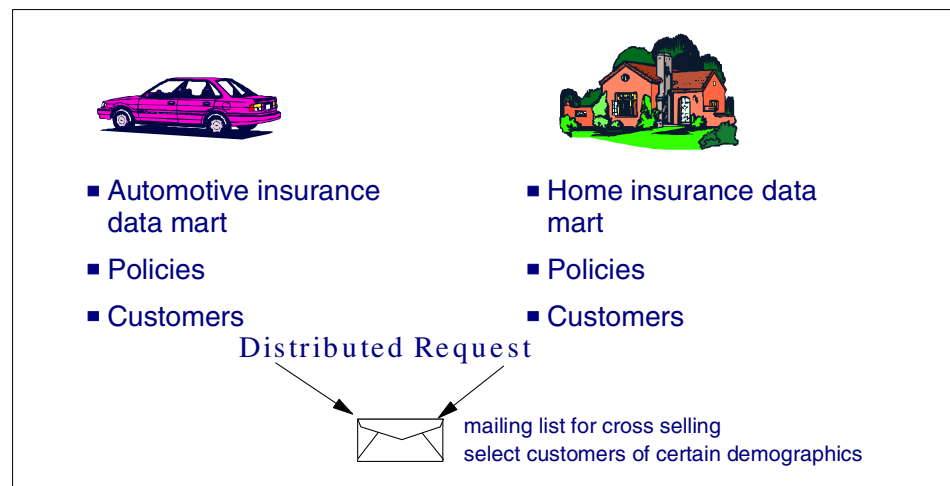 Automotive insurance
data mart
Policies
Customers
Home insurance data
mart
Policies
Customers
Distributed Request
mailing list for cross selling
select customers of certain demographics